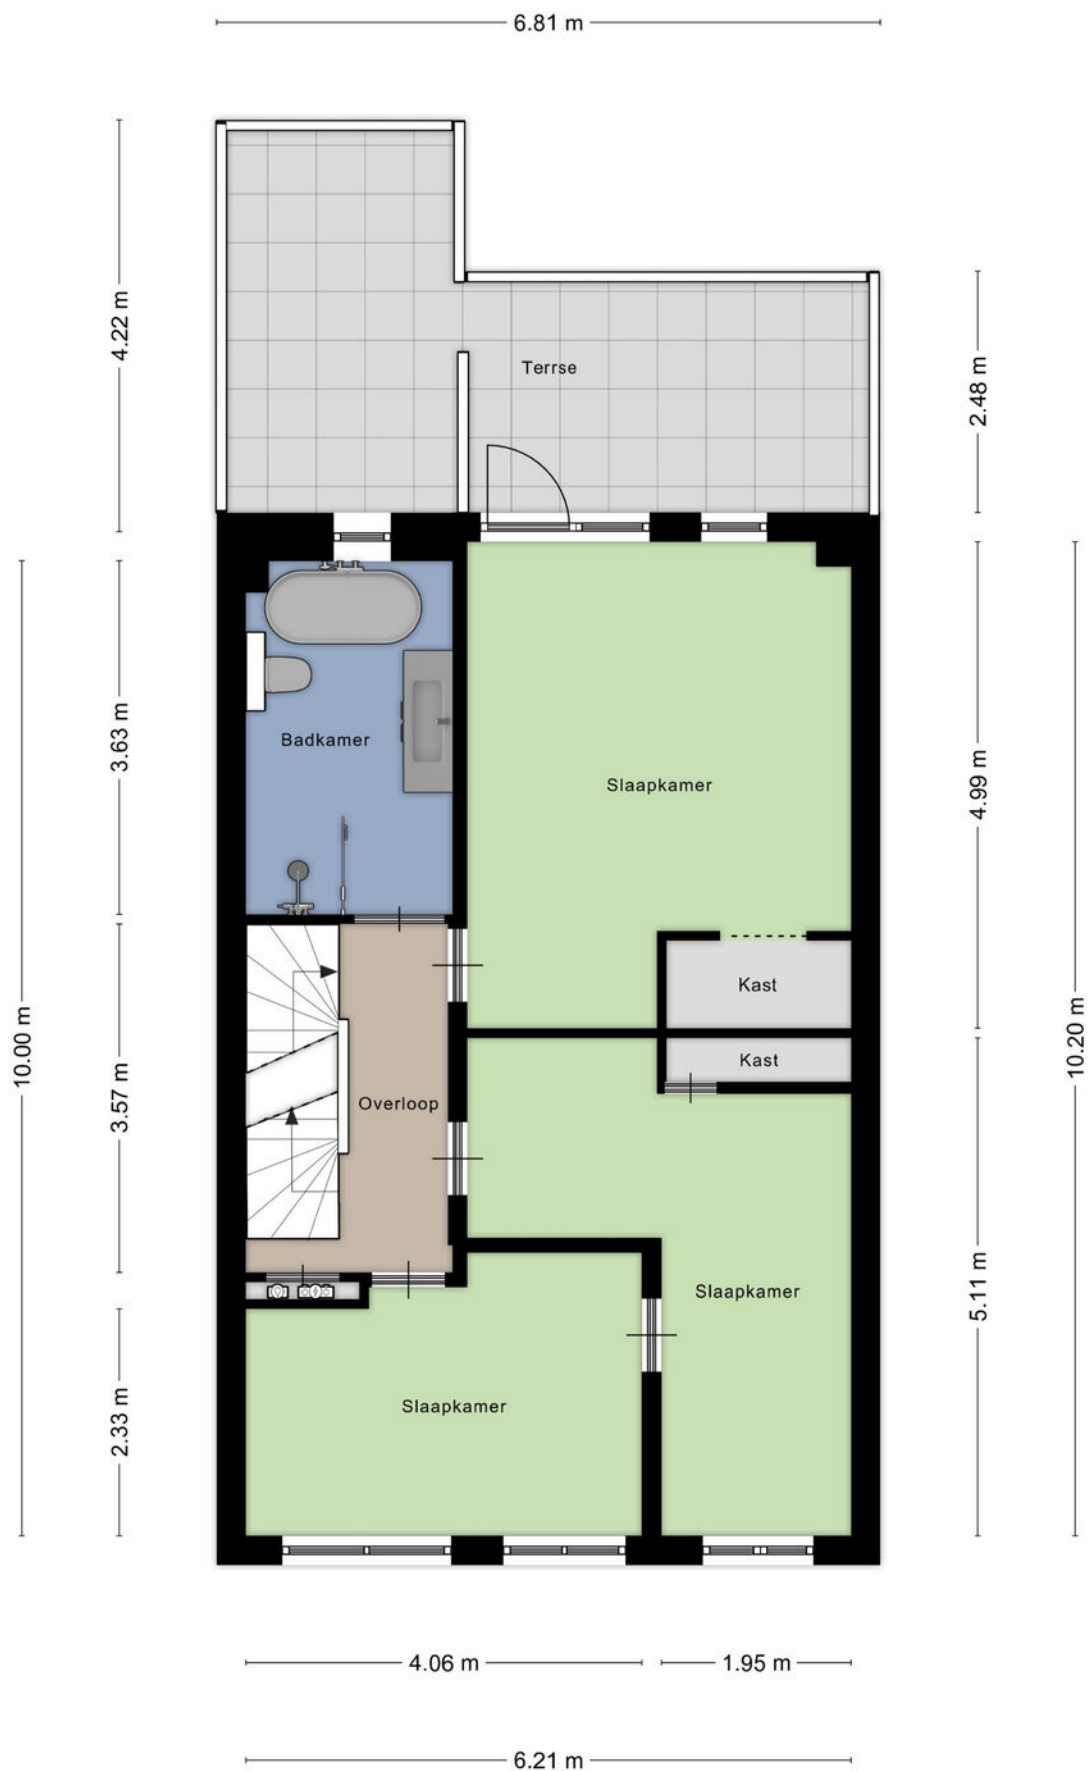 6.81 m
4.22 m
2.48 m
Terrse
3.63 m
Badkamer
Slaapkamer
4.99 m
Kast
10.00 m
10.20 m
Kast
3.57 m
Overloop
5.11 m
Slaapkamer
2.33 m
Slaapkamer
4.06 m
1.95 m
6.21 m